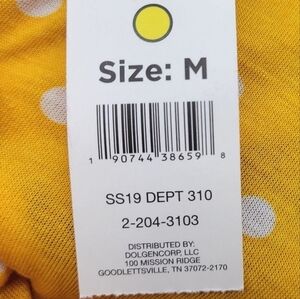 Size: M
1 90744 38659 8
SS19 DEPT 310
2-204-3103
DISTRIBUTED BY:
DOLGENCORP, LLC
100 MISSION RIDGE
GOODLETTSVILLE, TN 37072-2170